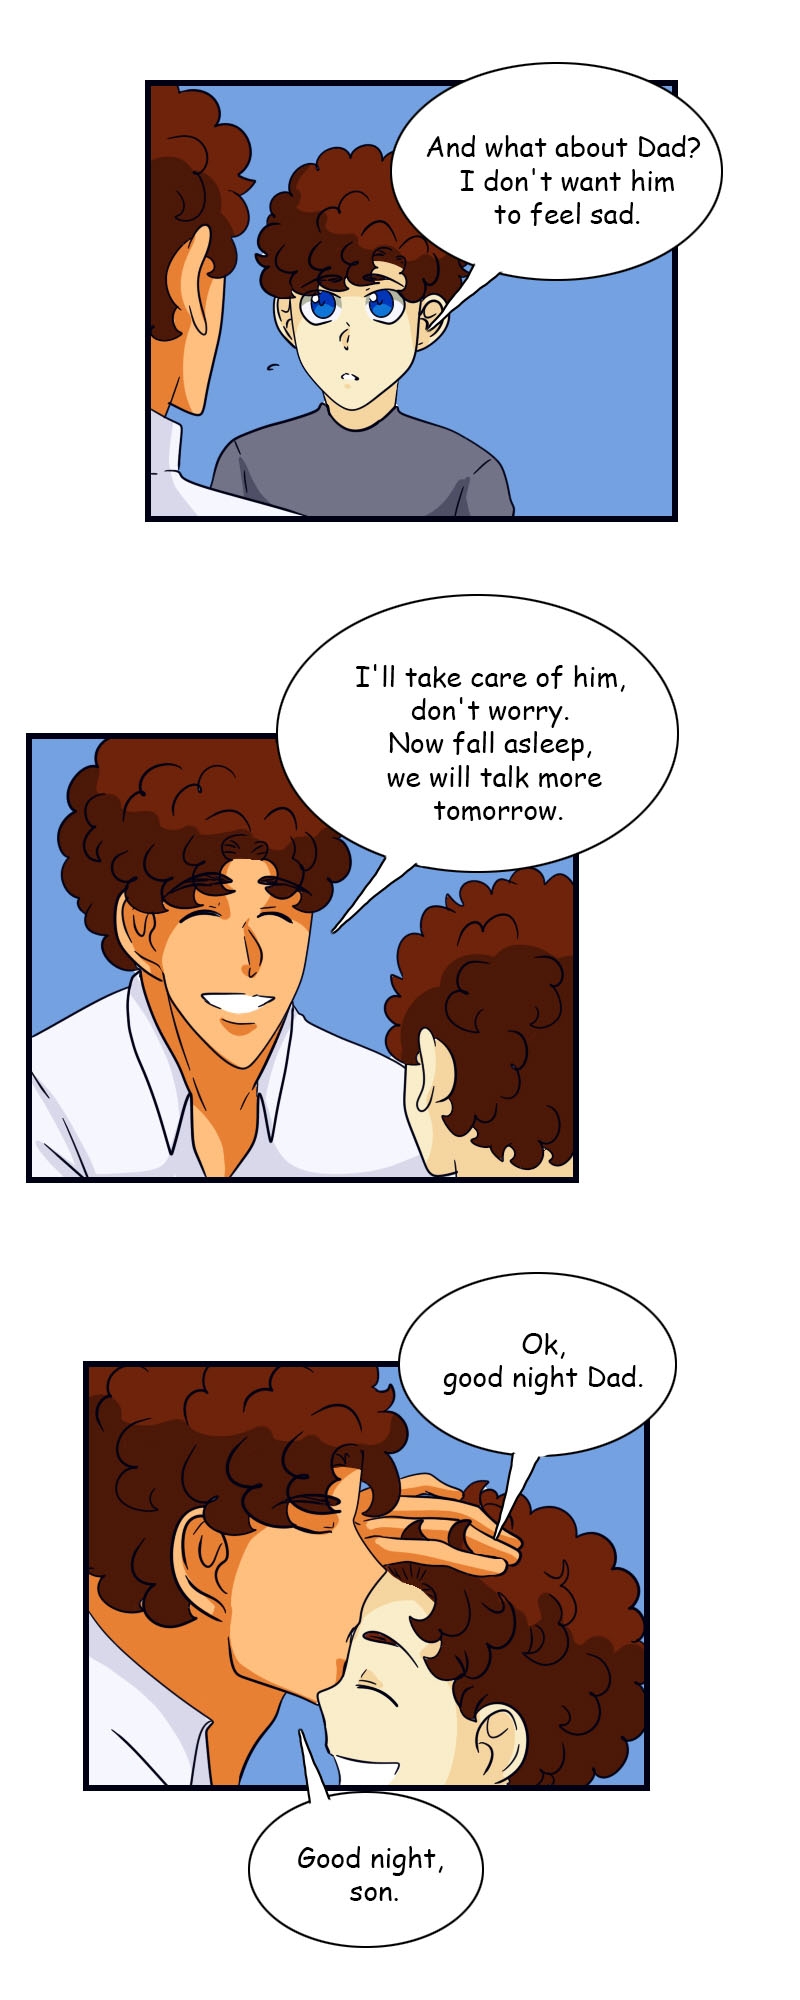 And what about Dad?
I don't want him
to feel sad.
I'll take care of him,
don't worry.
Now fall asleep,
we will talk more
tomorrow.
Ok,
good night Dad.
Good night,
son.